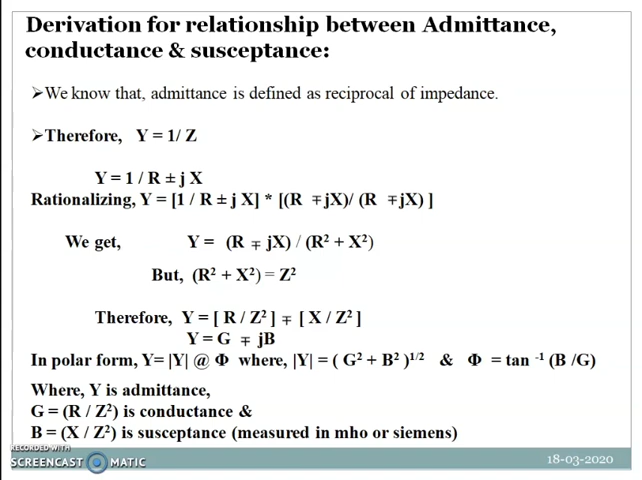 Derivation for relationship between Admittance,
conductance & susceptance:
➢We know that, admittance is defined as reciprocal of impedance.
➢Therefore, Y = 1/ Z
Y = 1 / R ± j X
Rationalizing, Y = [1 / R ± j X] * [(R ∓jX)/ (R ∓jX) ]
We get, Y = (R ∓ jX) / (R² + X²)
But, (R² + X²) = Z²
Therefore, Y = [ R / Z² ] ∓ [ X / Z² ]
Y = G ∓ jB
In polar form, Y= |Y| @ Φ where, |Y| = ( G² + B² )¹/² & Φ = tan ⁻¹ (B /G)
Where, Y is admittance,
G = (R / Z²) is conductance &
B = (X / Z²) is susceptance (measured in mho or siemens)
RECORDED WITH
SCREENCAST MATIC
18-03-2020